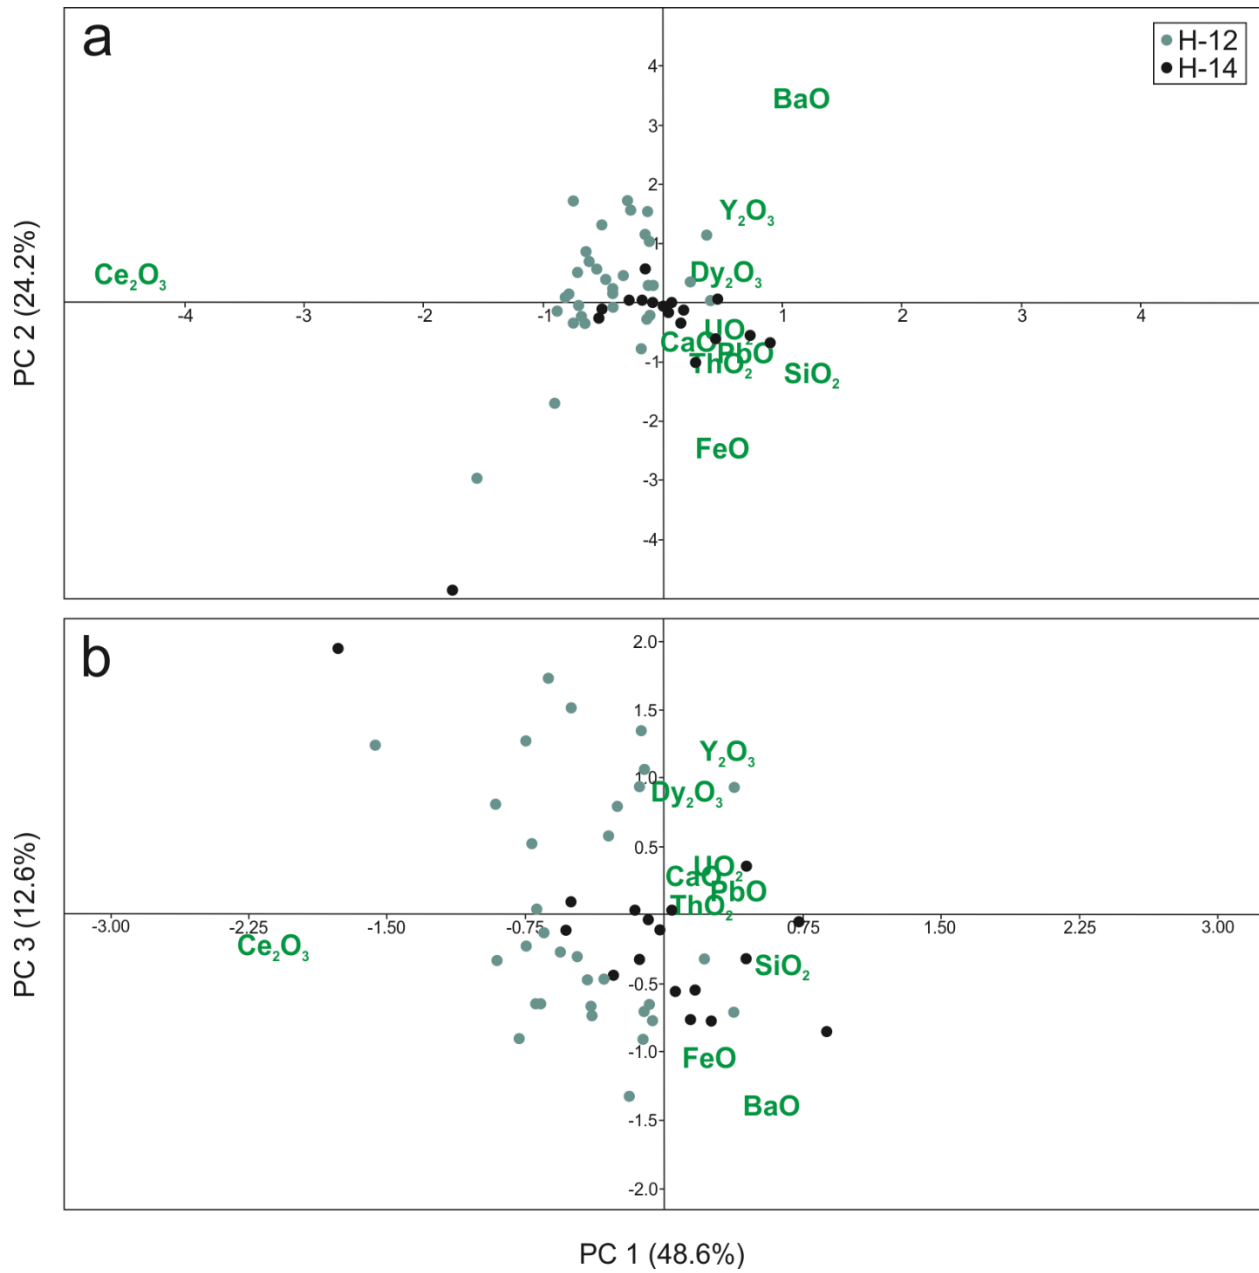 a
H-12
H-14
4
BaO
3
2
Y₂O₃
1
Ce₂O₃
Dy₂O₃
-4
-3
-2
-1
1
2
3
4
UO₂
CaO
PbO
-1
ThO₂
SiO₂
-2
FeO
-3
-4
PC 2 (24.2%)
b
2.0
1.5
Y₂O₃
1.0
Dy₂O₃
0.5
UO₂
CaO
PbO
ThO₂
-3.00
-2.25
-1.50
-0.75
0.75
1.50
2.25
3.00
Ce₂O₃
SiO₂
-0.5
-1.0
FeO
BaO
-1.5
-2.0
PC 3 (12.6%)
PC 1 (48.6%)